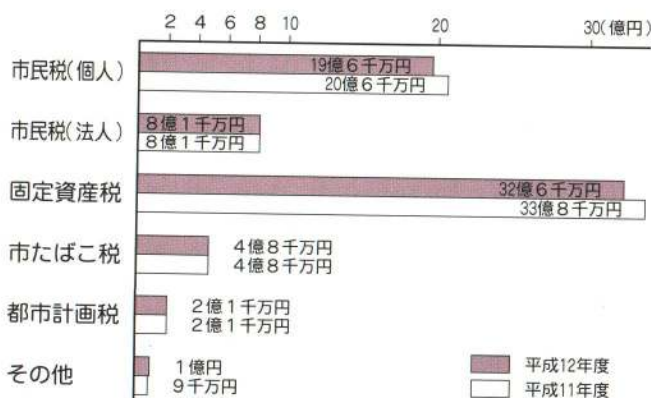 2 4 6 8 10 20 30(億円)
市民税(個人)
19億6千万円
20億6千万円
市民税(法人)
8億1千万円
8億1千万円
固定資産税
32億6千万円
33億8千万円
市たばこ税
4億8千万円
4億8千万円
都市計画税
2億1千万円
2億1千万円
その他
1億円
9千万円
平成12年度
平成11年度